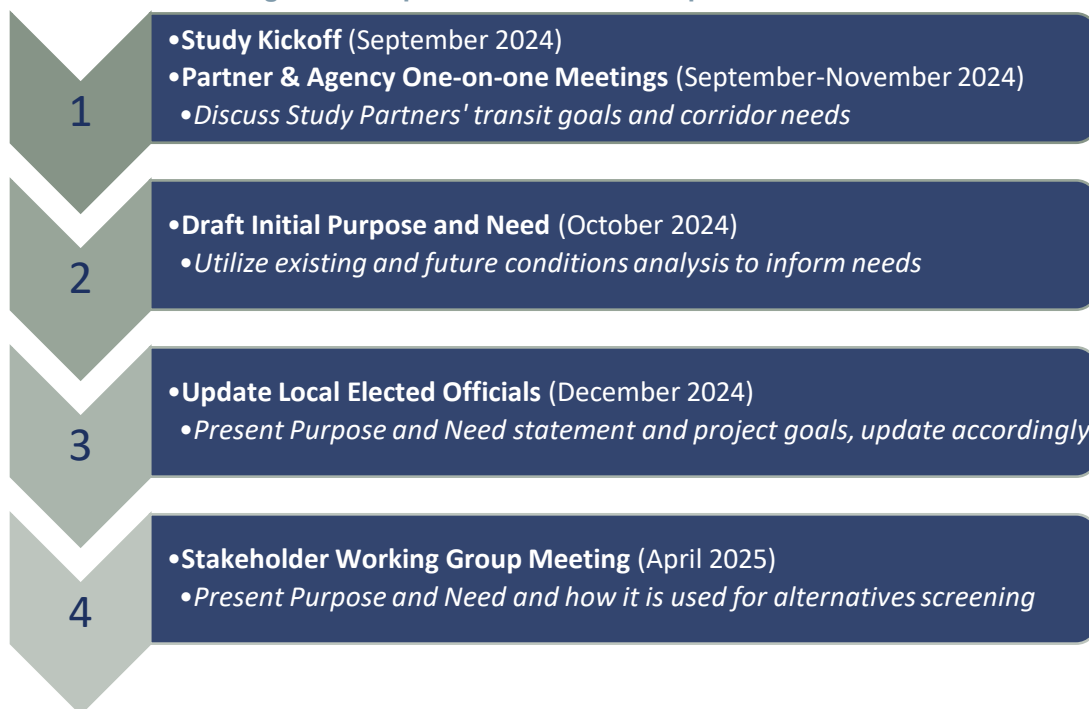 1
•Study Kickoff (September 2024)
•Partner & Agency One-on-one Meetings (September-November 2024)
•Discuss Study Partners' transit goals and corridor needs
2
•Draft Initial Purpose and Need (October 2024)
•Utilize existing and future conditions analysis to inform needs
3
•Update Local Elected Officials (December 2024)
•Present Purpose and Need statement and project goals, update accordingly
4
•Stakeholder Working Group Meeting (April 2025)
•Present Purpose and Need and how it is used for alternatives screening